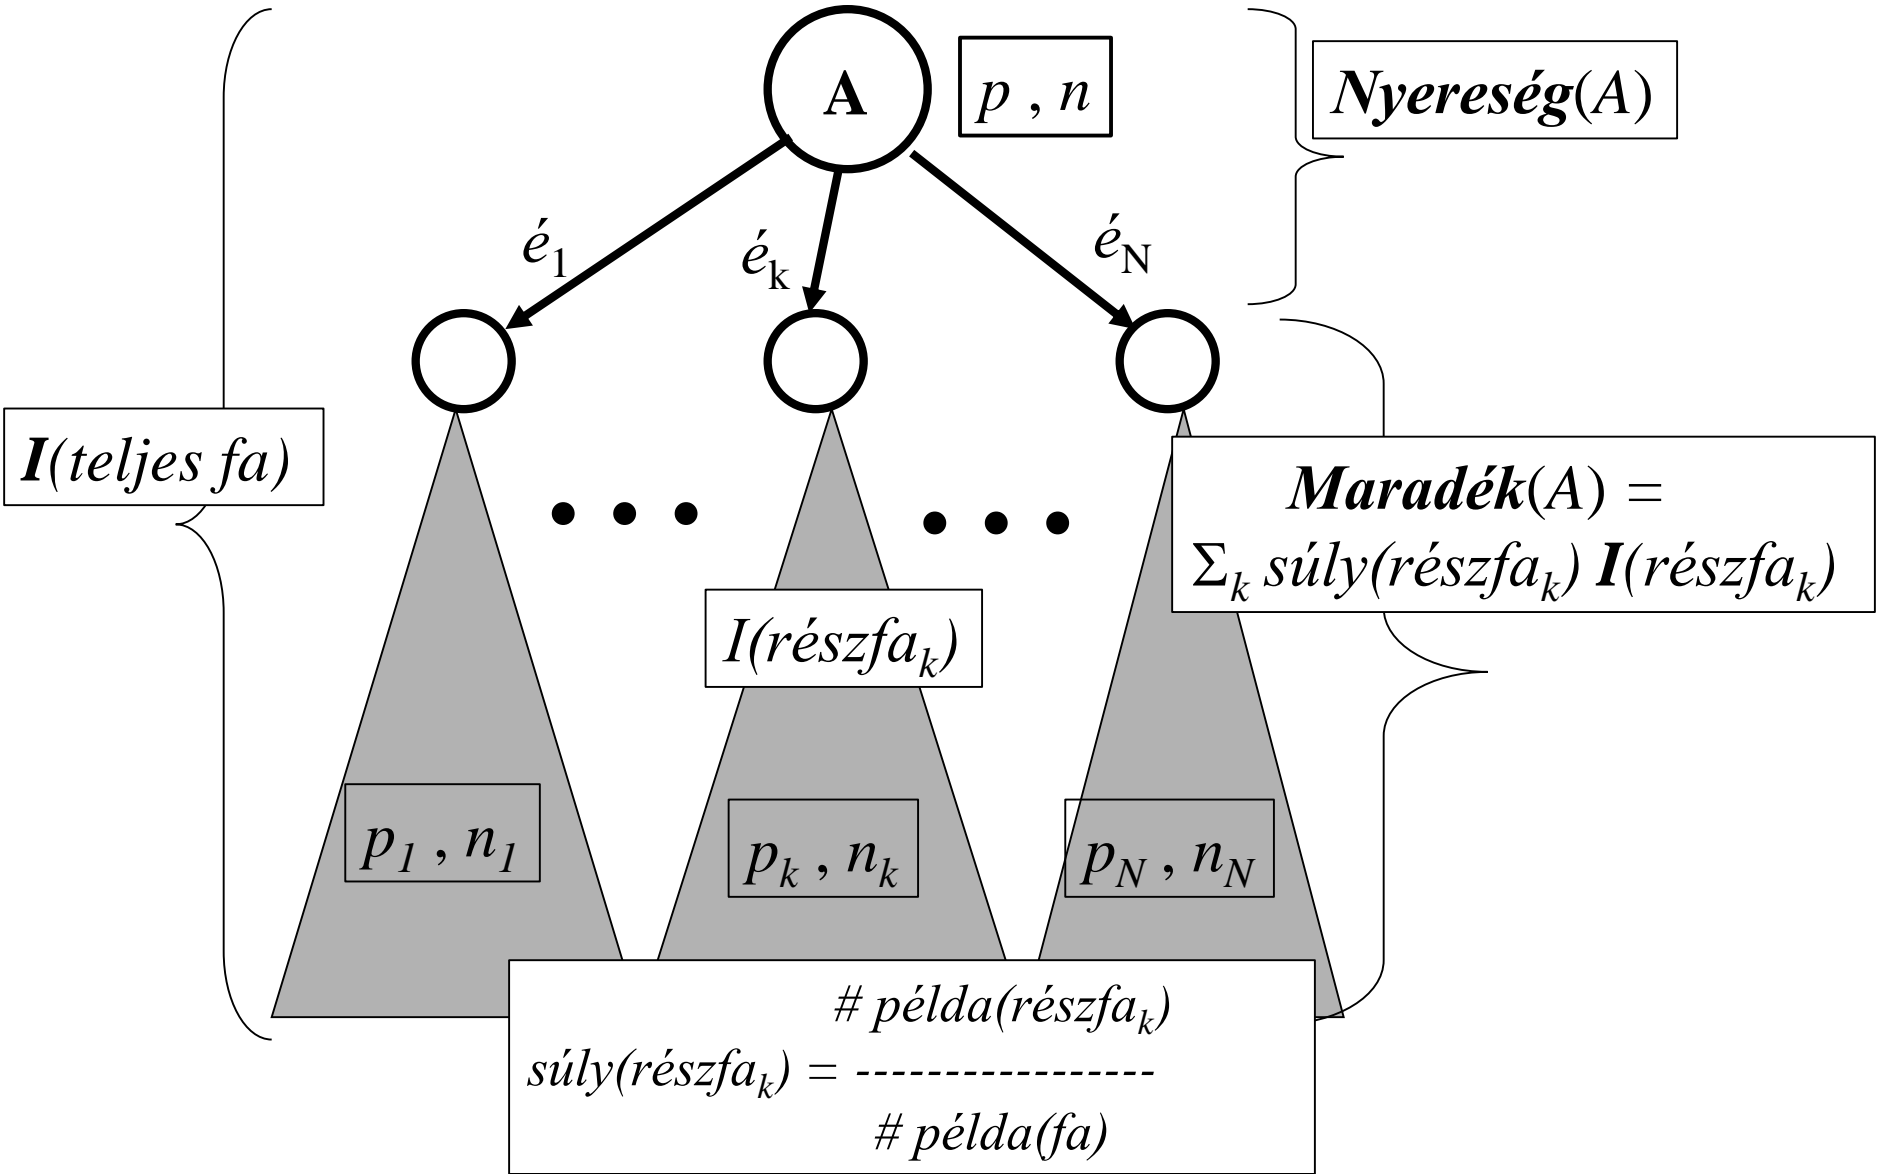 A
p , n
Nyereség(A)
é1
ék
éN
I(teljes fa)
Maradék(A) =
Σk súly(részfak) I(részfak)
I(részfak)
p1 , n1
pk , nk
pN , nN
# példa(részfak)
súly(részfak) = -----------------
# példa(fa)